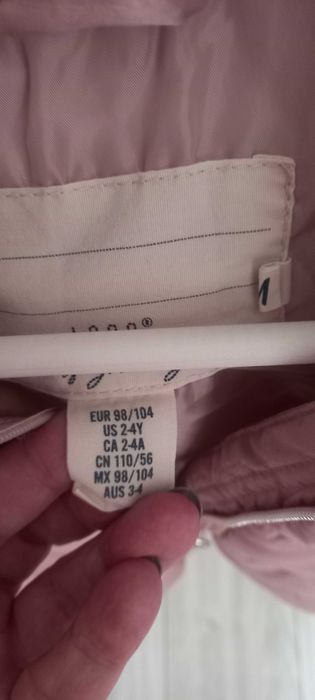 EUR 98/104
US 2-4Y
CA 2-4A
CN 110/56
MX 98/104
AUS 3-4